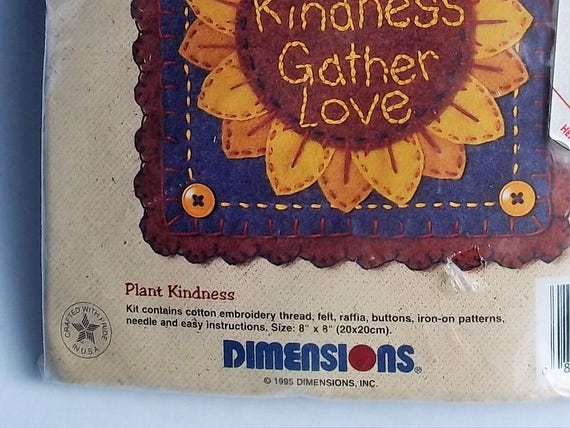 Kindness
Gather
Love
Plant Kindness
Kit contains cotton embroidery thread, felt, raffia, buttons, iron-on patterns,
needle and easy instructions. Size: 8" x 8" (20x20cm).
CRAFTED WITH PRIDE
IN U.S.A
DIMENSIONS®
© 1995 DIMENSIONS, INC.
0